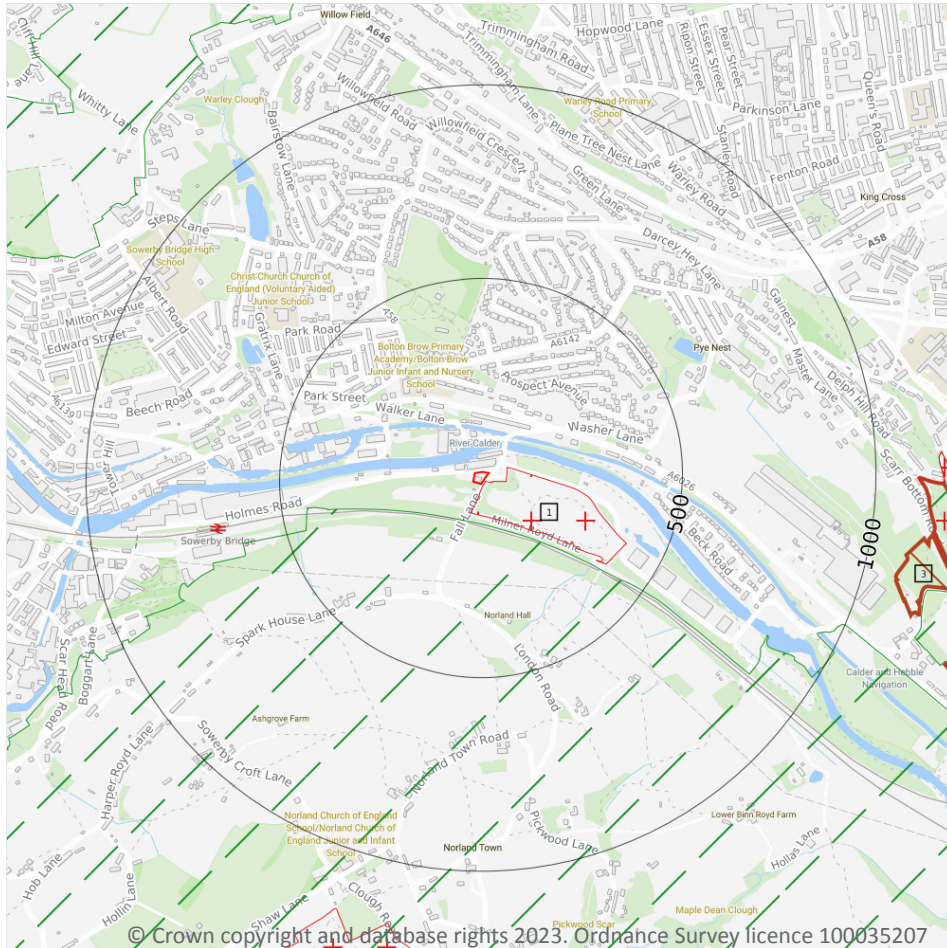 Willow Field
A646
Trimmingham Road
Hopwood Lane
Cliff Hill
Lane
Whitty Lane
Warley Clough
Bairstow Lane
Willowfield Road
Willowfield Crescent
Trimmingham Lane
Warley Road Primary
School
Plane Tree Nest Lane
Ripon Street
Essex Street
Pear Street
Parkinson Lane
Queens Road
Stanley Road
Fenton Road
Green Lane
Warley Road
King Cross
Steps Lane
Sowerby Bridge High
School
Albert Road
Christ Church Church of
England (Voluntary Aided)
Junior School
Darcey Hey Lane
A58
Milton Avenue
Edward Street
Gratrix Lane
Park Road
A58
A6142
Gainest
Pye Nest
Bolton Brow Primary
Academy/Bolton Brow
Junior Infant and Nursery
School
Prospect Avenue
Master Lane
Delph Hill Road
Beech Road
Park Street
A6139
Walker Lane
Washer Lane
Tower Hill
River Calder
A6026
Scarr Bottom
Holmes Road
Fall Lane
1
500
1000
Milner Royd Lane
Sowerby Bridge
3
Norland Hall
Spark House Lane
London Road
Calder and Hebble
Navigation
Boggart Lane
Scar Head
Road
Ashgrove Farm
Sowerby Croft Lane
Harper Royd Lane
Norland Town Road
Norland Church of England
School/Norland Church of
England Junior and Infant
School
Norland Town
Pickwood Lane
Lower Binn Royd Farm
Hollas Lane
Hob Lane
Hollin Lane
Shaw Lane
Pickwood Scar
Maple Dean Clough
© Crown copyright and database rights 2023. Ordnance Survey licence 100035207